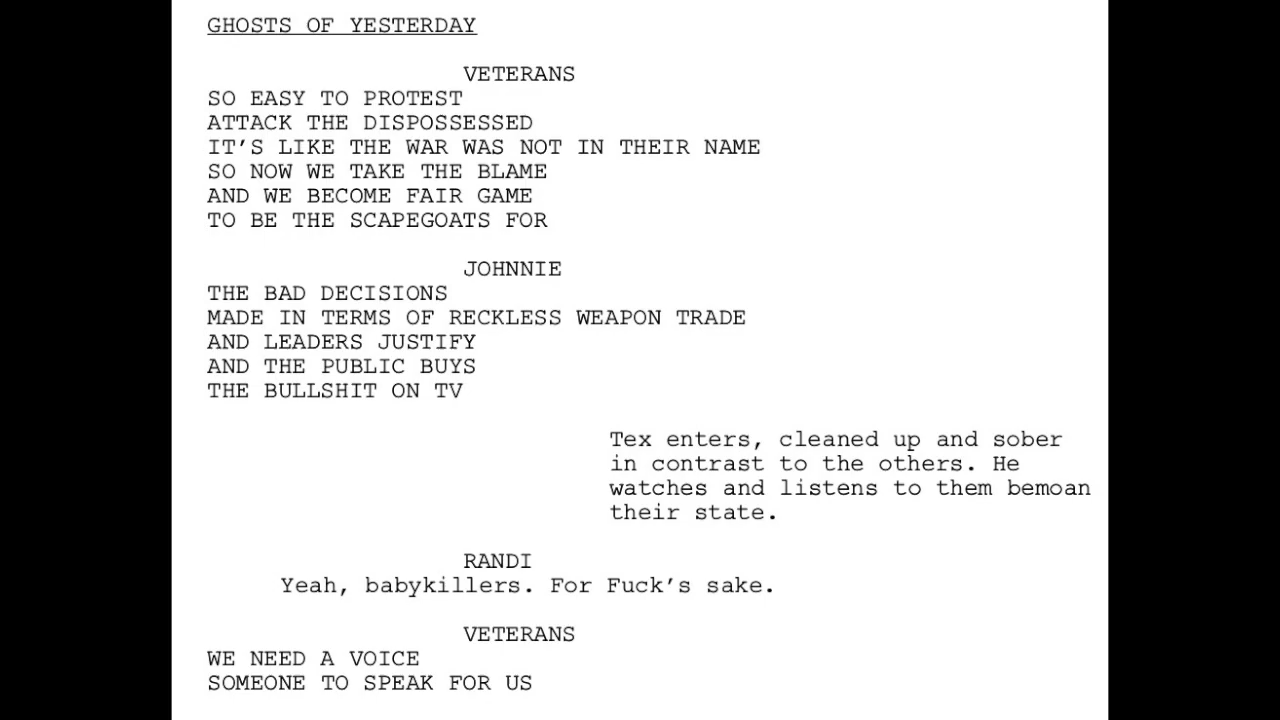 GHOSTS OF YESTERDAY
VETERANS
SO EASY TO PROTEST
ATTACK THE DISPOSSESSED
IT’S LIKE THE WAR WAS NOT IN THEIR NAME
SO NOW WE TAKE THE BLAME
AND WE BECOME FAIR GAME
TO BE THE SCAPEGOATS FOR
JOHNNIE
THE BAD DECISIONS
MADE IN TERMS OF RECKLESS WEAPON TRADE
AND LEADERS JUSTIFY
AND THE PUBLIC BUYS
THE BULLSHIT ON TV
Tex enters, cleaned up and sober
in contrast to the others. He
watches and listens to them bemoan
their state.
RANDI
Yeah, babykillers. For Fuck’s sake.
VETERANS
WE NEED A VOICE
SOMEONE TO SPEAK FOR US